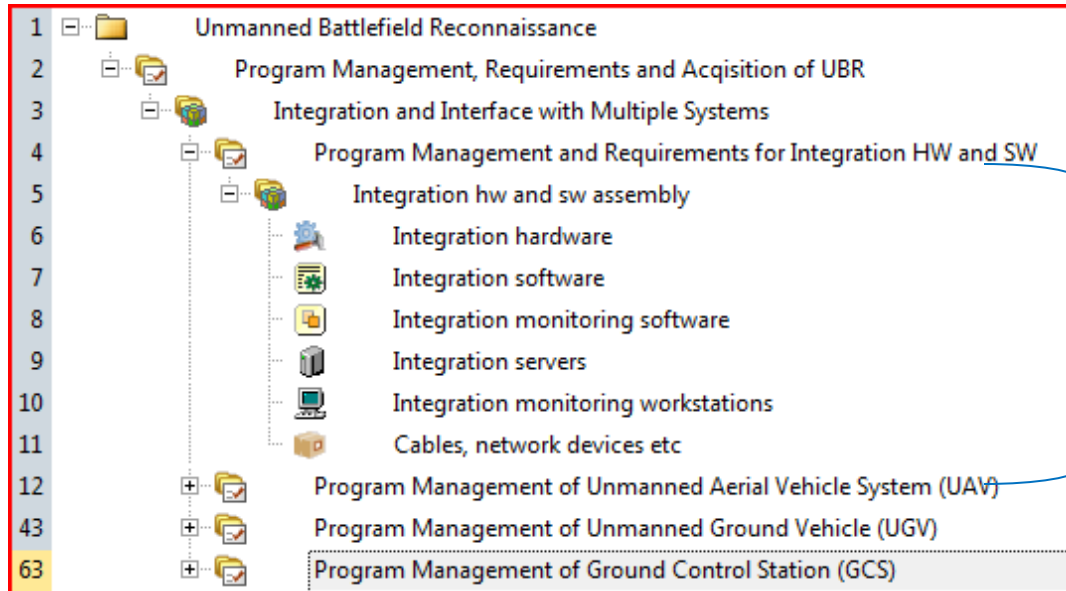 1 Unmanned Battlefield Reconnaissance
2 Program Management, Requirements and Acqisition of UBR
3 Integration and Interface with Multiple Systems
4 Program Management and Requirements for Integration HW and SW
5 Integration hw and sw assembly
6 Integration hardware
7 Integration software
8 Integration monitoring software
9 Integration servers
10 Integration monitoring workstations
11 Cables, network devices etc
12 Program Management of Unmanned Aerial Vehicle System (UAV)
43 Program Management of Unmanned Ground Vehicle (UGV)
63 Program Management of Ground Control Station (GCS)